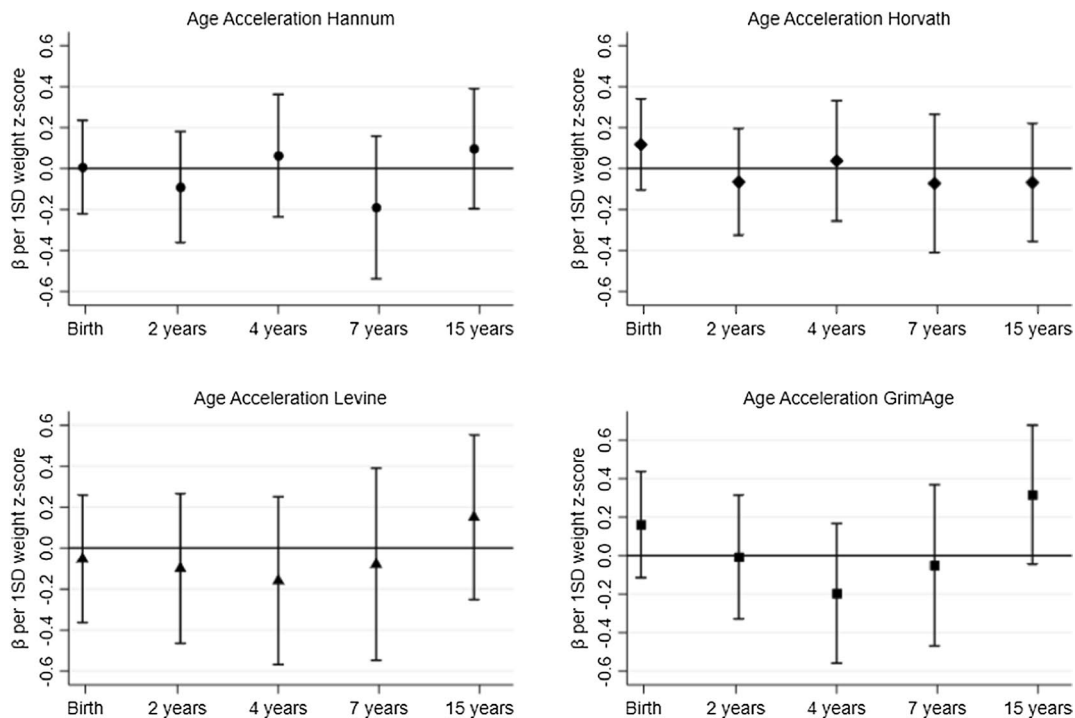 Age Acceleration Hannum
β per 1SD weight z-score
0.6
0.4
0.2
0.0
-0.2
-0.4
-0.6
Birth 2 years 4 years 7 years 15 years
Age Acceleration Horvath
β per 1SD weight z-score
0.6
0.4
0.2
0.0
-0.2
-0.4
-0.6
Birth 2 years 4 years 7 years 15 years
Age Acceleration Levine
β per 1SD weight z-score
0.6
0.4
0.2
0.0
-0.2
-0.4
-0.6
Birth 2 years 4 years 7 years 15 years
Age Acceleration GrimAge
β per 1SD weight z-score
0.6
0.4
0.2
0.0
-0.2
-0.4
-0.6
Birth 2 years 4 years 7 years 15 years